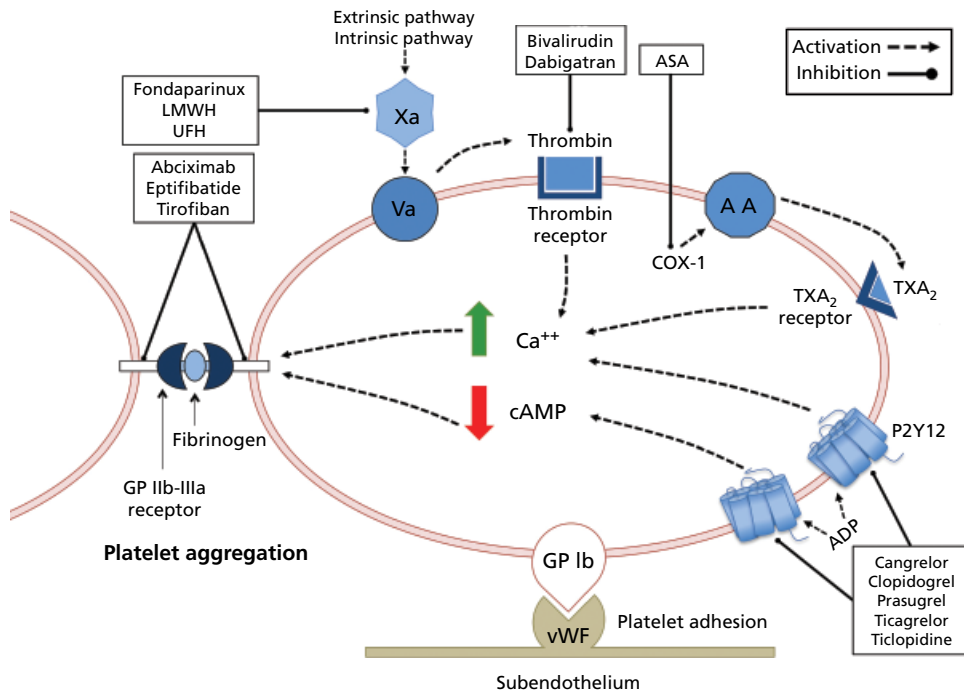 Extrinsic pathway
Intrinsic pathway
Bivalirudin
Dabigatran
ASA
Activation
Inhibition
Fondaparinux
LMWH
UFH
Xa
Thrombin
Abciximab
Eptifibatide
Tirofiban
Va
Thrombin
receptor
A A
COX-1
TXA₂
TXA₂
receptor
Ca⁺⁺
cAMP
Fibrinogen
GP IIb-IIIa
receptor
P2Y12
ADP
Platelet aggregation
GP Ib
vWF
Platelet adhesion
Cangrelor
Clopidogrel
Prasugrel
Ticagrelor
Ticlopidine
Subendothelium